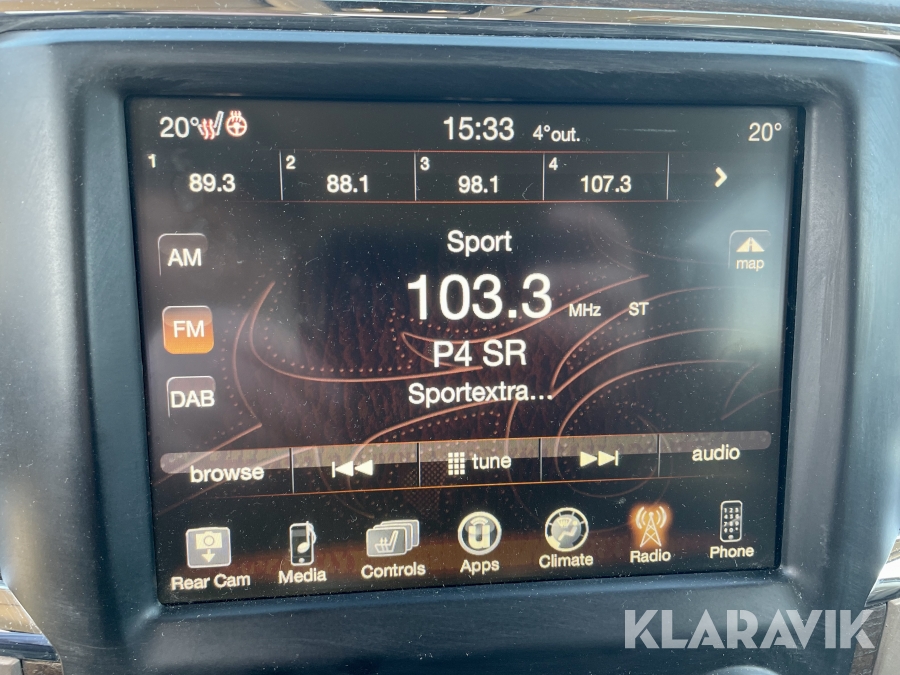 20° 15:33 4°out. 20°
1 2 3 4
89.3 88.1 98.1 107.3
Sport
AM
map
103.3 MHz ST
FM
P4 SR
DAB
Sportextra...
browse tune audio
Rear Cam Media Controls Apps Climate Radio Phone
KLARAVIK